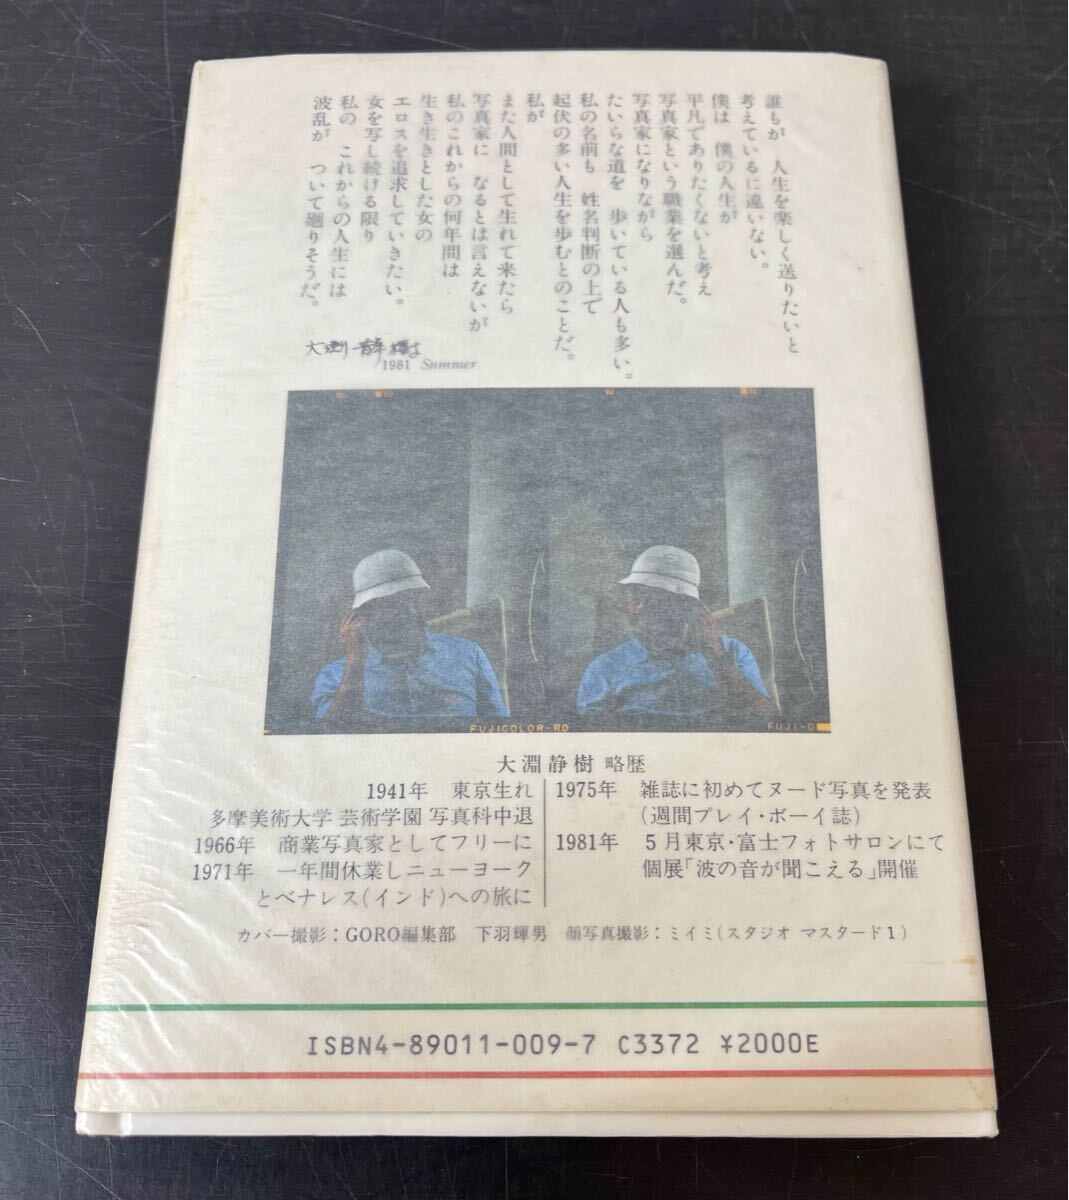 誰もが 人生を楽しく送りたいと
考えているに違いない。
僕は 僕の人生が
平凡でありたくないと考え
写真家という職業を選んだ。
写真家になりながら
たいらな道を 歩いている人も多い。
私の名前も 姓名判断の上で
起伏の多い人生を歩むとのことだ。
私が
また人間として生れて来たら
写真家に なるとは言えないが
私のこれからの何年間は
生き生きとした女の
エロスを追求していきたい。
女を写し続ける限り
私の これからの人生には
波乱が ついて廻りそうだ。
大淵静樹
1981 Summer
FUJICOLOR-RD
FUJI-
大淵静樹 略歴
1941年 東京生れ
多摩美術大学 芸術学園 写真科中退
1966年 商業写真家としてフリーに
1971年 一年間休業しニューヨーク
とベナレス(インド)への旅に
1975年 雑誌に初めてヌード写真を発表
(週間プレイ・ボーイ誌)
1981年 5月東京・富士フォトサロンにて
個展「波の音が聞こえる」開催
カバー撮影：GORO編集部 下羽輝男 顔写真撮影：ミイミ(スタジオ マスタード1)
ISBN4-89011-009-7 C3372 ¥2000E